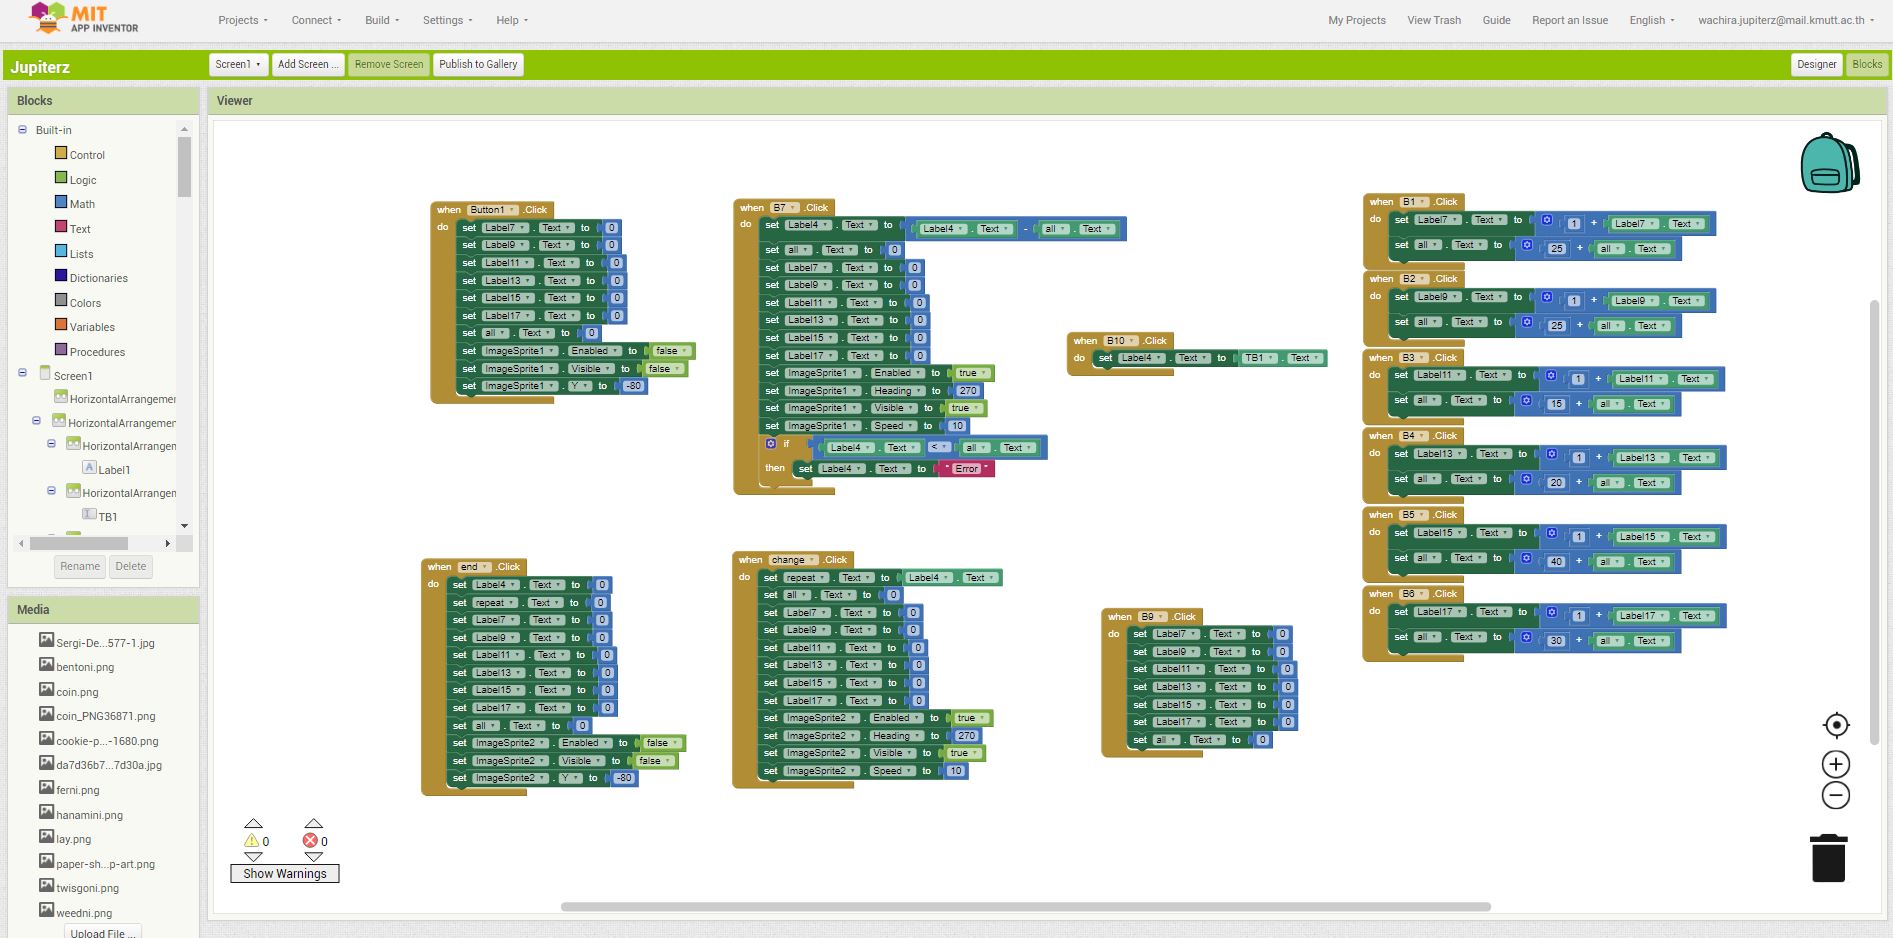 MIT
APP INVENTOR
Projects Connect Build Settings Help My Projects View Trash Guide Report an Issue English wachira.jupiterz@mail.kmutt.ac.th
Jupiterz Screen1 Add Screen ... Remove Screen Publish to Gallery Designer Blocks
Blocks
Built-in
Control
Logic
Math
Text
Lists
Dictionaries
Colors
Variables
Procedures
Screen1
HorizontalArrangemer
HorizontalArrangement
HorizontalArrangen
Label1
HorizontalArrangen
TB1
Rename Delete
Media
Sergi-De...577-1.jpg
bentoni.png
coin.png
coin_PNG36871.png
cookie-p...-1680.png
da7d36b7...7d30a.jpg
ferni.png
hanamini.png
lay.png
paper-sh...p-art.png
twisgoni.png
weedni.png
Upload File ...
Viewer
when Button1 .Click
do set Label7 . Text to 0
set Label9 . Text to 0
set Label11 . Text to 0
set Label13 . Text to 0
set Label15 . Text to 0
set Label17 . Text to 0
set all . Text to 0
set ImageSprite1 . Enabled to false
set ImageSprite1 . Visible to false
set ImageSprite1 . Y to -80
when B7 .Click
do set Label4 . Text to Label4 . Text - all . Text
set all . Text to 0
set Label7 . Text to 0
set Label9 . Text to 0
set Label11 . Text to 0
set Label13 . Text to 0
set Label15 . Text to 0
set Label17 . Text to 0
set ImageSprite1 . Enabled to true
set ImageSprite1 . Heading to 270
set ImageSprite1 . Visible to true
set ImageSprite1 . Speed to 10
if Label4 . Text < all . Text
then set Label4 . Text to " Error "
when B10 .Click
do set Label4 . Text to TB1 . Text
when B1 .Click
do set Label7 . Text to 1 + Label7 . Text
set all . Text to 25 + all . Text
when B2 .Click
do set Label9 . Text to 1 + Label9 . Text
set all . Text to 25 + all . Text
when B3 .Click
do set Label11 . Text to 1 + Label11 . Text
set all . Text to 15 + all . Text
when B4 .Click
do set Label13 . Text to 1 + Label13 . Text
set all . Text to 20 + all . Text
when B5 .Click
do set Label15 . Text to 1 + Label15 . Text
set all . Text to 40 + all . Text
when B6 .Click
do set Label17 . Text to 1 + Label17 . Text
set all . Text to 30 + all . Text
when end .Click
do set Label4 . Text to 0
set repeat . Text to 0
set Label7 . Text to 0
set Label9 . Text to 0
set Label11 . Text to 0
set Label13 . Text to 0
set Label15 . Text to 0
set Label17 . Text to 0
set all . Text to 0
set ImageSprite2 . Enabled to false
set ImageSprite2 . Visible to false
set ImageSprite2 . Y to -80
when change .Click
do set repeat . Text to Label4 . Text
set all . Text to 0
set Label7 . Text to 0
set Label9 . Text to 0
set Label11 . Text to 0
set Label13 . Text to 0
set Label15 . Text to 0
set Label17 . Text to 0
set ImageSprite2 . Enabled to true
set ImageSprite2 . Heading to 270
set ImageSprite2 . Visible to true
set ImageSprite2 . Speed to 10
when B9 .Click
do set Label7 . Text to 0
set Label9 . Text to 0
set Label11 . Text to 0
set Label13 . Text to 0
set Label15 . Text to 0
set Label17 . Text to 0
set all . Text to 0
0 0
Show Warnings